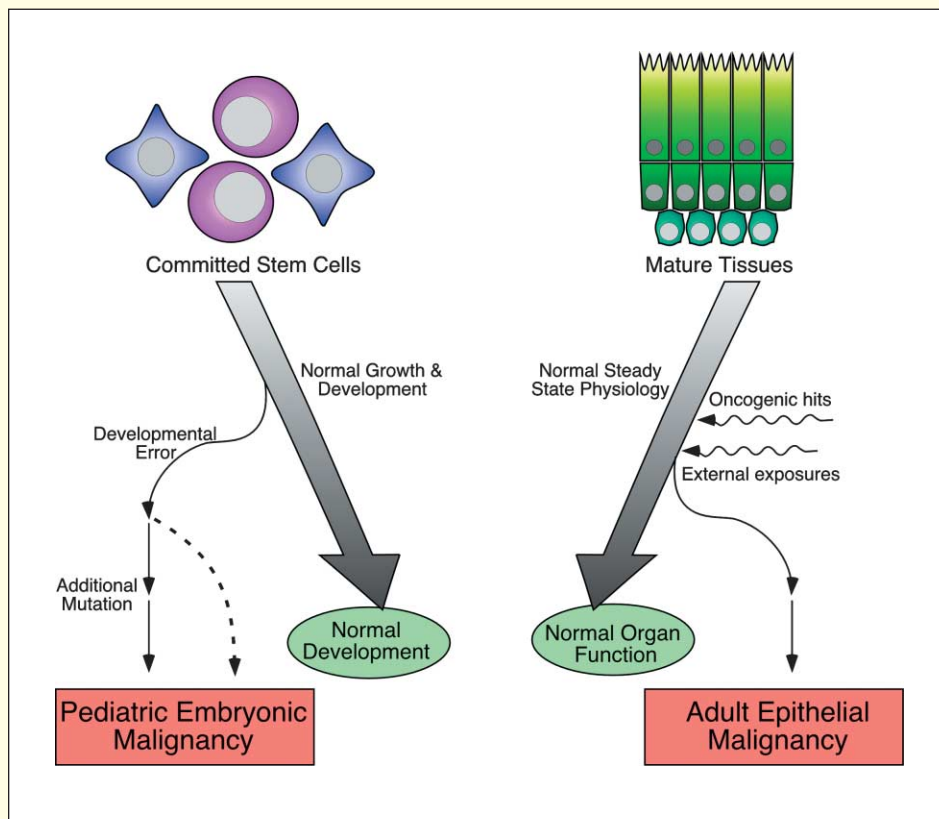 Committed Stem Cells
Mature Tissues
Normal Growth &
Development
Normal Steady
State Physiology
Oncogenic hits
Developmental
Error
External exposures
Additional
Mutation
Normal
Development
Normal Organ
Function
Pediatric Embryonic
Malignancy
Adult Epithelial
Malignancy